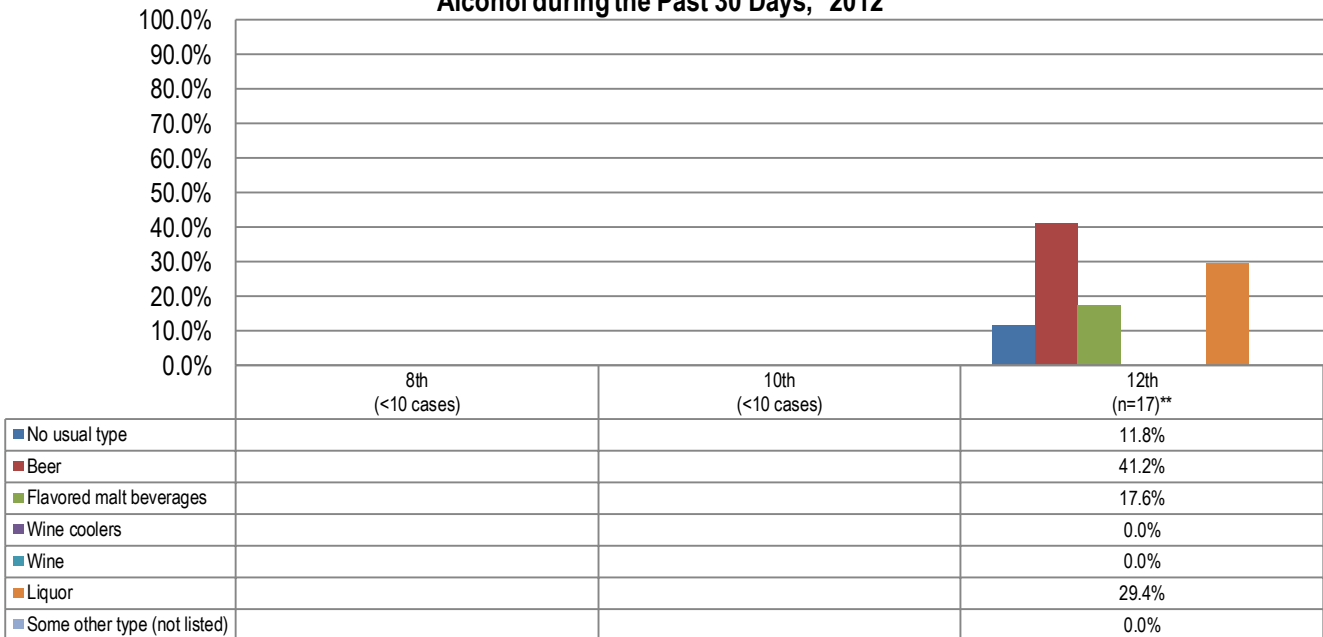 Alcohol during the Past 30 Days, 2012
100.0%
90.0%
80.0%
70.0%
60.0%
50.0%
40.0%
30.0%
20.0%
10.0%
0.0%
8th 10th 12th
(<10 cases) (<10 cases) (n=17)**
No usual type 11.8%
Beer 41.2%
Flavored malt beverages 17.6%
Wine coolers 0.0%
Wine 0.0%
Liquor 29.4%
Some other type (not listed) 0.0%